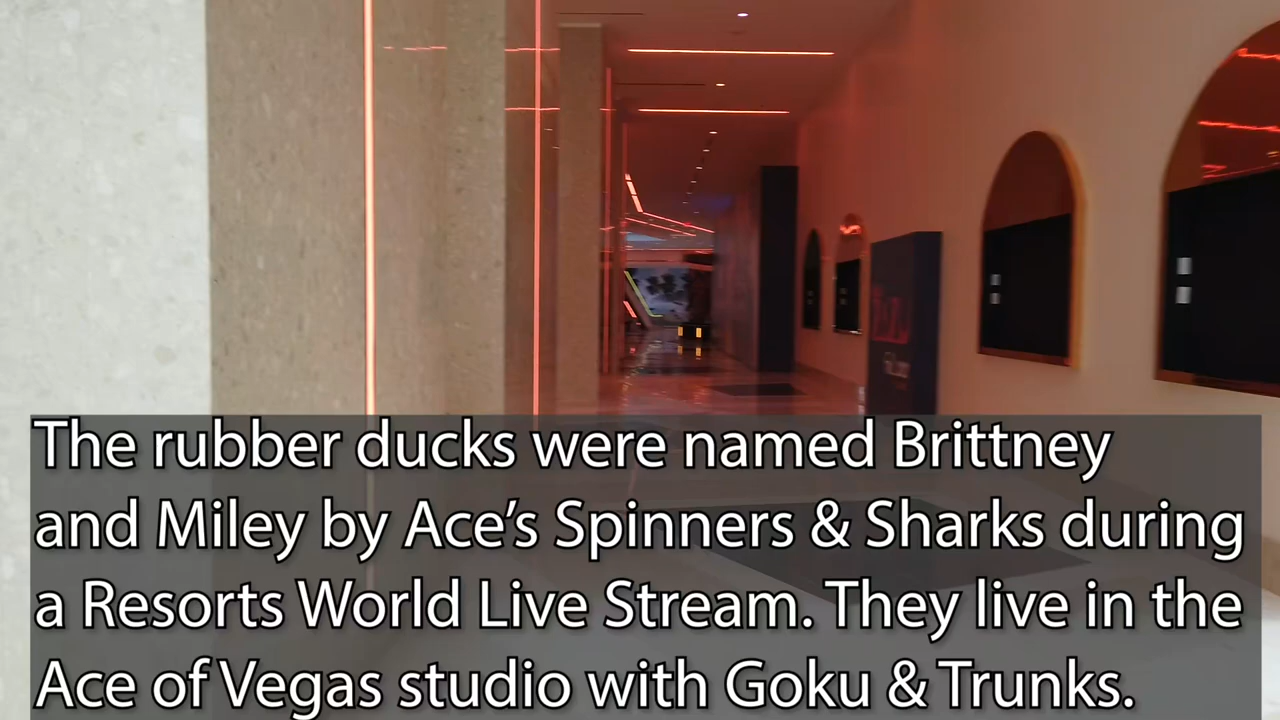 The rubber ducks were named Brittney
and Miley by Ace’s Spinners & Sharks during
a Resorts World Live Stream. They live in the
Ace of Vegas studio with Goku & Trunks.